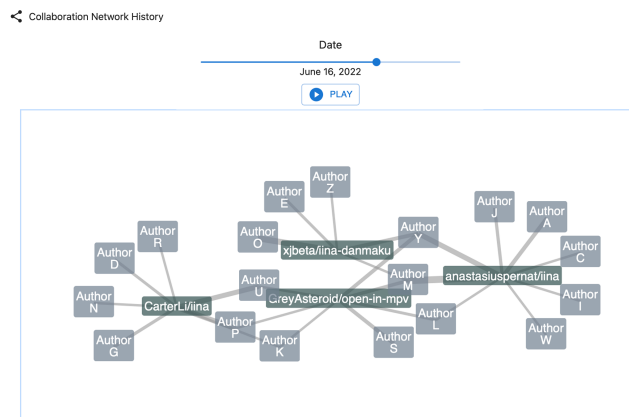 Collaboration Network History
Date
June 16, 2022
PLAY
Author
Z
Author
E
Author
J
Author
A
Author
R
Author
O
Author
Y
xjbeta/iina-danmaku
Author
C
Author
D
Author
M
anastasiuspernat/iina
Author
U
GreyAsteroid/open-in-mpv
Author
N
CarterLi/iina
Author
I
Author
P
Author
L
Author
W
Author
G
Author
K
Author
S